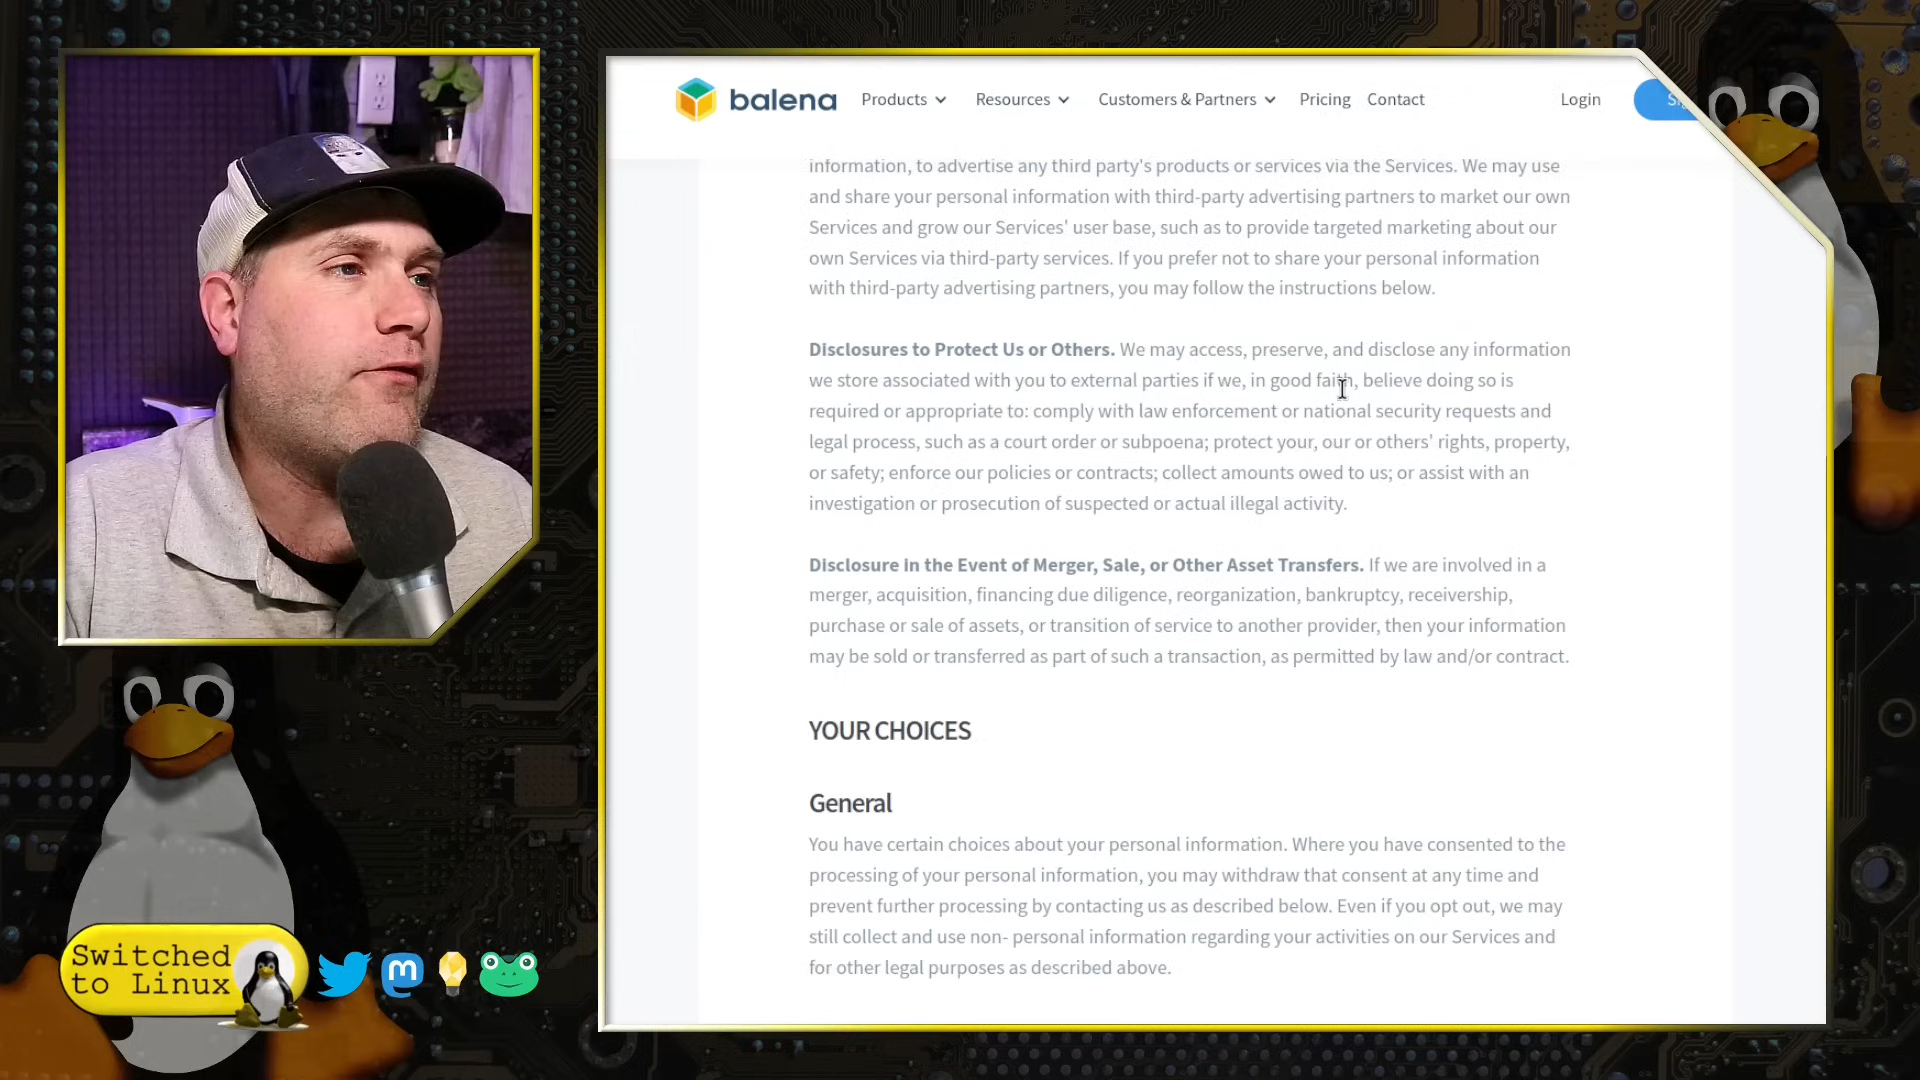 balena
Products
Resources
Customers & Partners
Pricing
Contact
Login
information, to advertise any third party's products or services via the Services. We may use
and share your personal information with third-party advertising partners to market our own
Services and grow our Services' user base, such as to provide targeted marketing about our
own Services via third-party services. If you prefer not to share your personal information
with third-party advertising partners, you may follow the instructions below.
Disclosures to Protect Us or Others. We may access, preserve, and disclose any information
we store associated with you to external parties if we, in good faith, believe doing so is
required or appropriate to: comply with law enforcement or national security requests and
legal process, such as a court order or subpoena; protect your, our or others' rights, property,
or safety; enforce our policies or contracts; collect amounts owed to us; or assist with an
investigation or prosecution of suspected or actual illegal activity.
Disclosure in the Event of Merger, Sale, or Other Asset Transfers. If we are involved in a
merger, acquisition, financing due diligence, reorganization, bankruptcy, receivership,
purchase or sale of assets, or transition of service to another provider, then your information
may be sold or transferred as part of such a transaction, as permitted by law and/or contract.
YOUR CHOICES
General
You have certain choices about your personal information. Where you have consented to the
processing of your personal information, you may withdraw that consent at any time and
prevent further processing by contacting us as described below. Even if you opt out, we may
still collect and use non- personal information regarding your activities on our Services and
for other legal purposes as described above.
Switched
to Linux